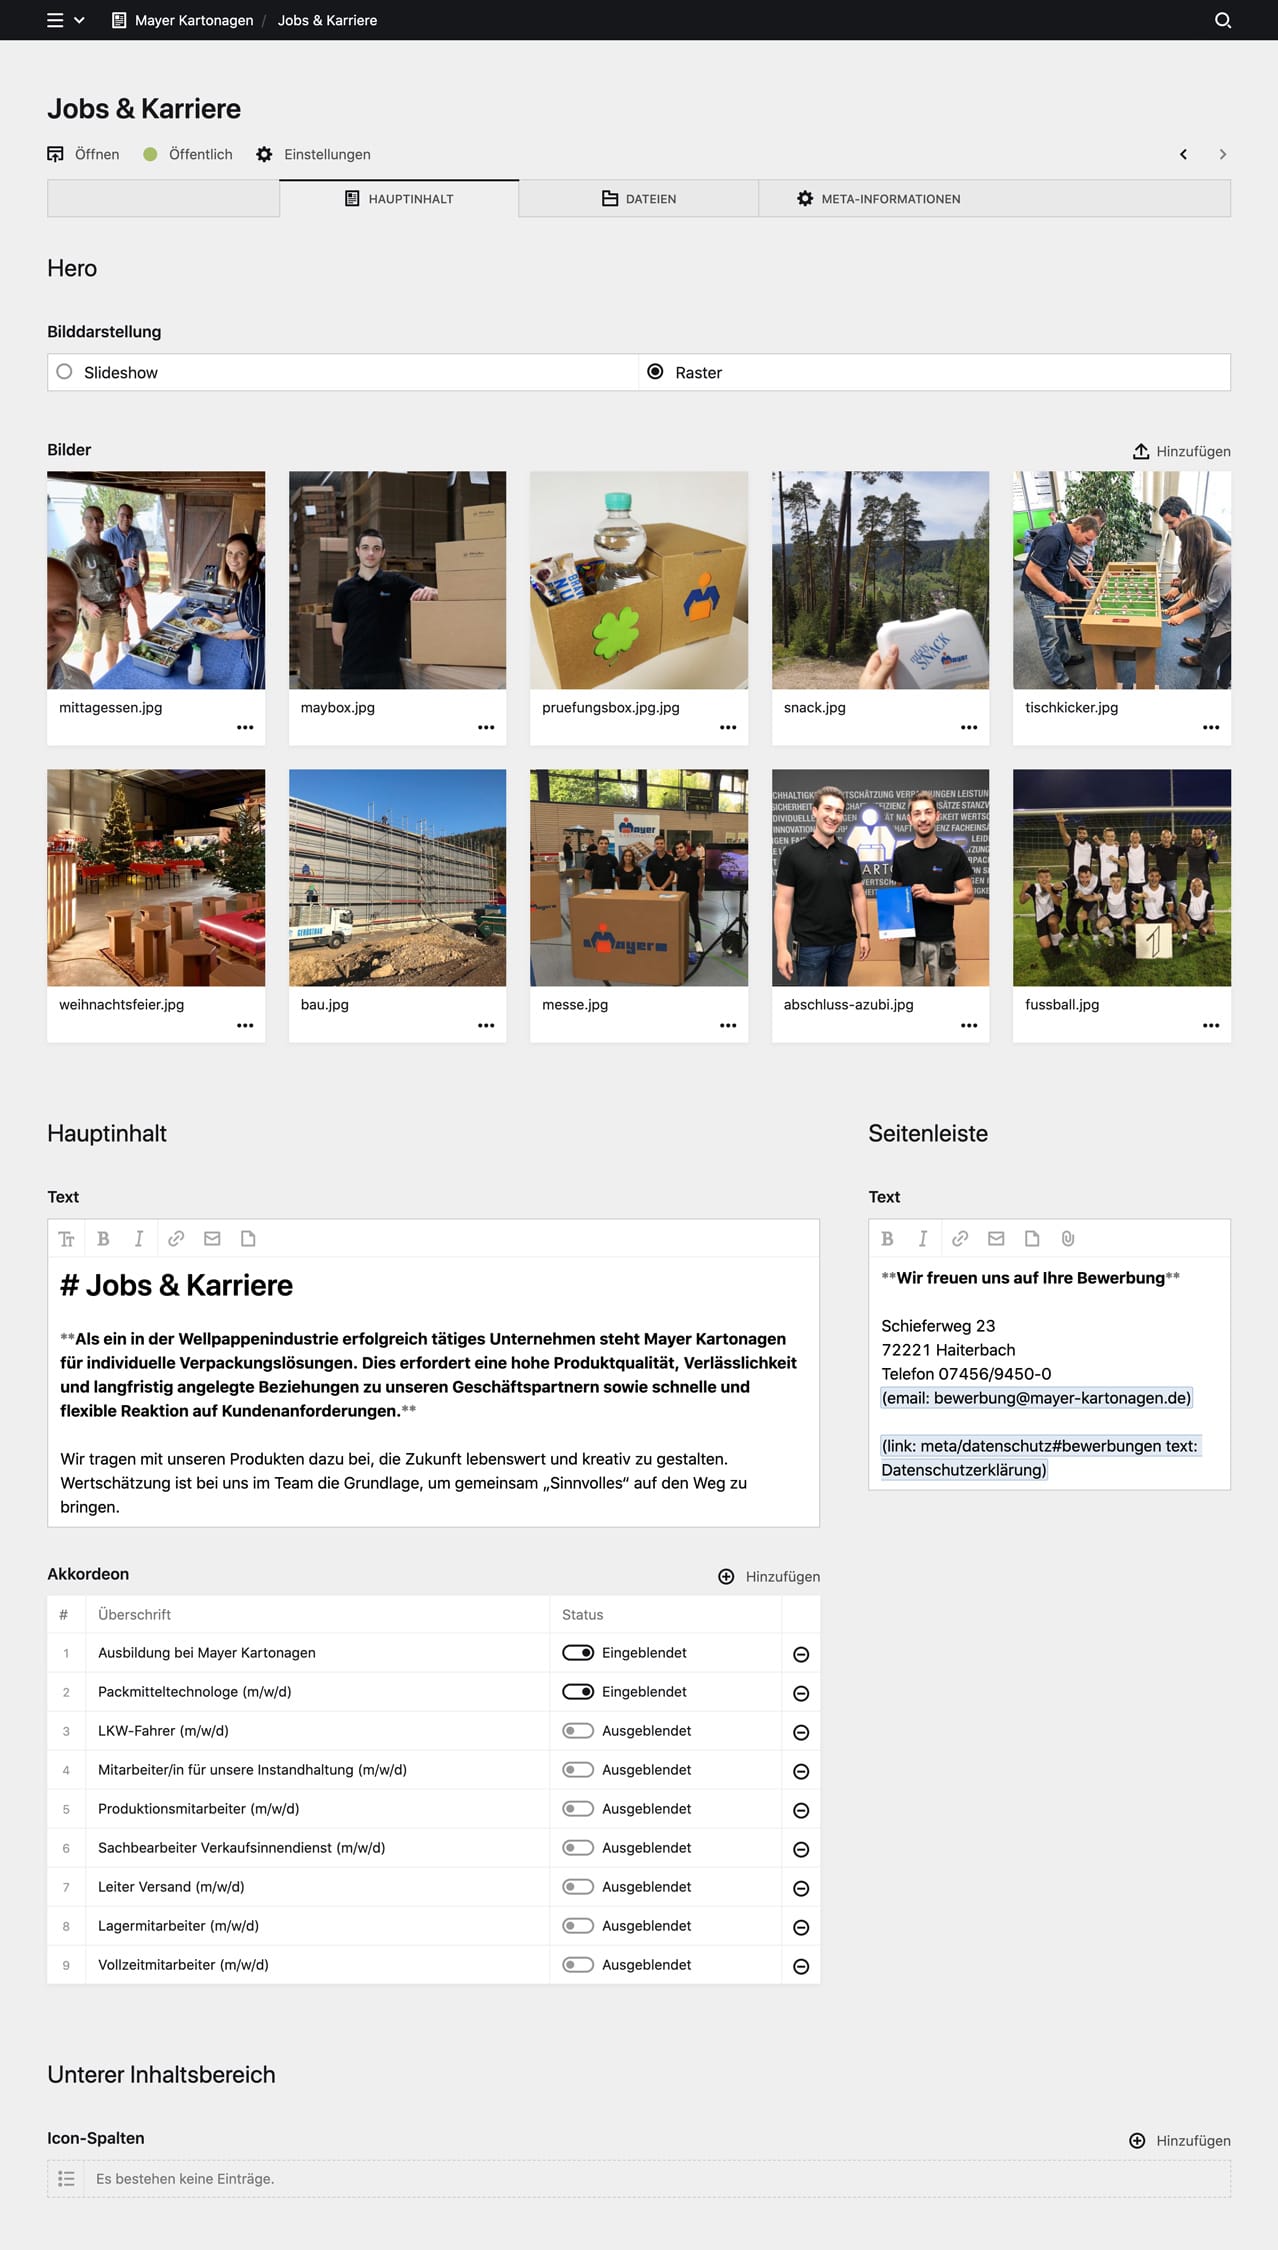 Mayer Kartonagen / Jobs & Karriere
Jobs & Karriere
Öffnen Öffentlich Einstellungen
HAUPTINHALT DATEIEN META-INFORMATIONEN
Hero
Bilddarstellung
Slideshow Raster
Bilder Hinzufügen
SNACK
Mayer
mittagessen.jpg maybox.jpg pruefungsbox.jpg.jpg snack.jpg tischkicker.jpg
Mayer
Mayer
GERÜSTBAU
1
weihnachtsfeier.jpg bau.jpg messe.jpg abschluss-azubi.jpg fussball.jpg
Hauptinhalt
Text
# Jobs & Karriere
**Als ein in der Wellpappenindustrie erfolgreich tätiges Unternehmen steht Mayer Kartonagen
für individuelle Verpackungslösungen. Dies erfordert eine hohe Produktqualität, Verlässlichkeit
und langfristig angelegte Beziehungen zu unseren Geschäftspartnern sowie schnelle und
flexible Reaktion auf Kundenanforderungen.**
Wir tragen mit unseren Produkten dazu bei, die Zukunft lebenswert und kreativ zu gestalten.
Wertschätzung ist bei uns im Team die Grundlage, um gemeinsam „Sinnvolles“ auf den Weg zu
bringen.
Seitenleiste
Text
**Wir freuen uns auf Ihre Bewerbung**
Schieferweg 23
72221 Haiterbach
Telefon 07456/9450-0
(email: bewerbung@mayer-kartonagen.de)
(link: meta/datenschutz#bewerbungen text:
Datenschutzerklärung)
Akkordeon Hinzufügen
# Überschrift Status
1 Ausbildung bei Mayer Kartonagen Eingeblendet
2 Packmitteltechnologe (m/w/d) Eingeblendet
3 LKW-Fahrer (m/w/d) Ausgeblendet
4 Mitarbeiter/in für unsere Instandhaltung (m/w/d) Ausgeblendet
5 Produktionsmitarbeiter (m/w/d) Ausgeblendet
6 Sachbearbeiter Verkaufsinnendienst (m/w/d) Ausgeblendet
7 Leiter Versand (m/w/d) Ausgeblendet
8 Lagermitarbeiter (m/w/d) Ausgeblendet
9 Vollzeitmitarbeiter (m/w/d) Ausgeblendet
Unterer Inhaltsbereich
Icon-Spalten Hinzufügen
Es bestehen keine Einträge.